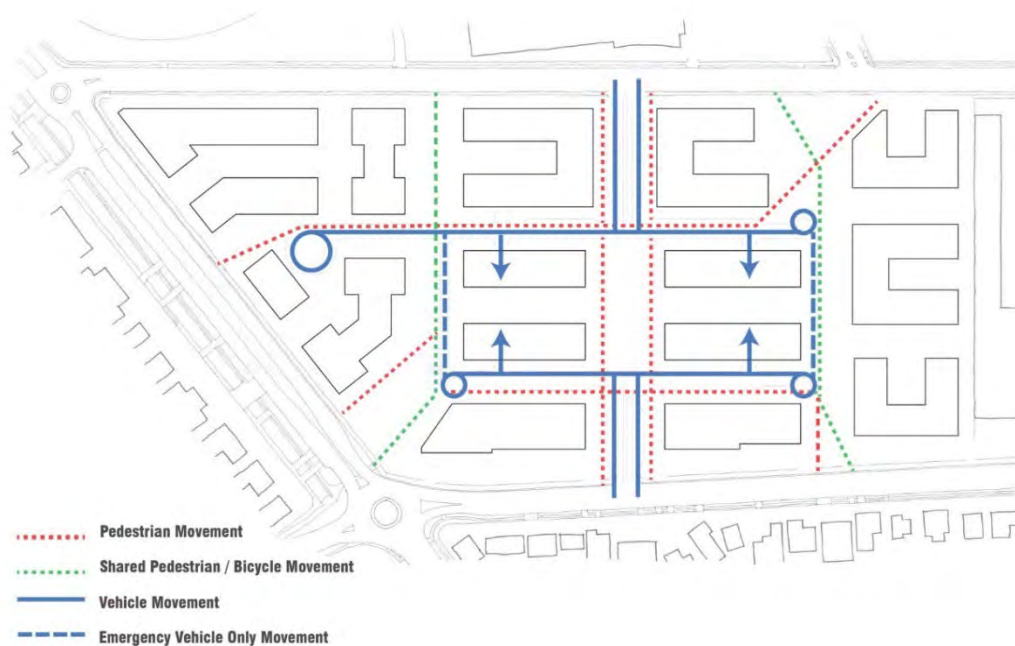 Pedestrian Movement
Shared Pedestrian / Bicycle Movement
Vehicle Movement
Emergency Vehicle Only Movement